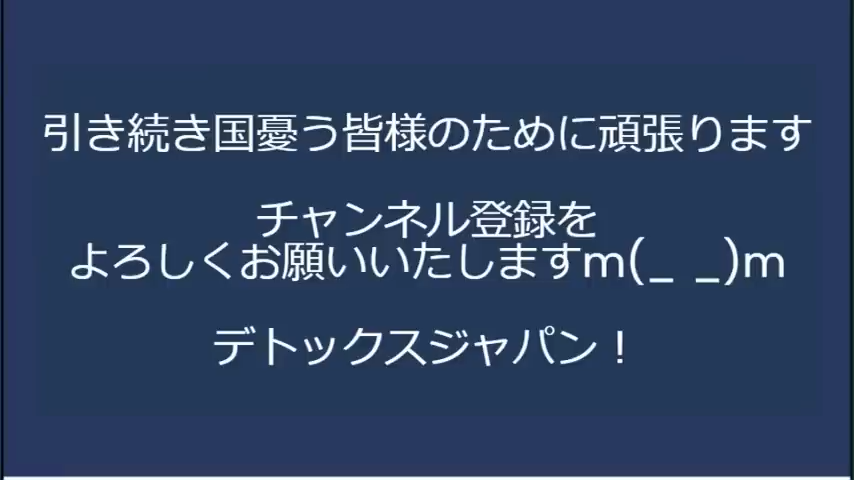 引き続き国憂う皆様のために頑張ります
チャンネル登録を
よろしくお願いいたしますm(_ _)m
デトックスジャパン！